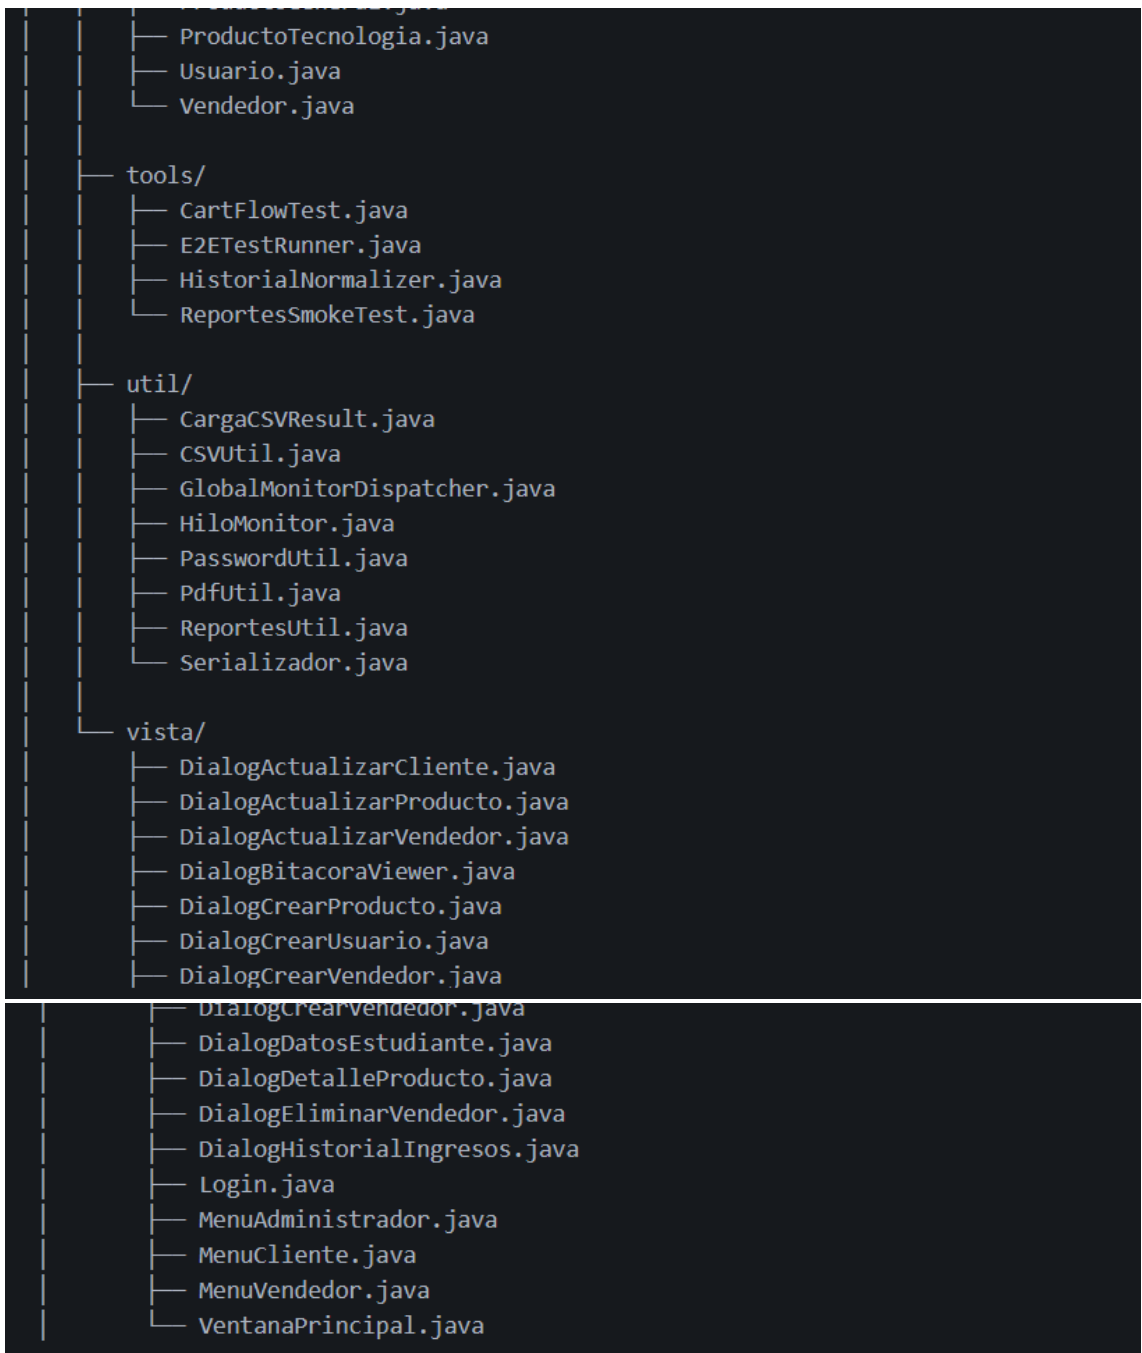 │   │   ├── ProductoTecnologia.java
│   │   ├── Usuario.java
│   │   └── Vendedor.java
│   │
│   ├── tools/
│   │   ├── CartFlowTest.java
│   │   ├── E2ETestRunner.java
│   │   ├── HistorialNormalizer.java
│   │   └── ReportesSmokeTest.java
│   │
│   ├── util/
│   │   ├── CargaCSVResult.java
│   │   ├── CSVUtil.java
│   │   ├── GlobalMonitorDispatcher.java
│   │   ├── HiloMonitor.java
│   │   ├── PasswordUtil.java
│   │   ├── PdfUtil.java
│   │   ├── ReportesUtil.java
│   │   └── Serializador.java
│   │
│   └── vista/
│       ├── DialogActualizarCliente.java
│       ├── DialogActualizarProducto.java
│       ├── DialogActualizarVendedor.java
│       ├── DialogBitacoraViewer.java
│       ├── DialogCrearProducto.java
│       ├── DialogCrearUsuario.java
│       ├── DialogCrearVendedor.java
│       ├── DialogCrearVendedor.java
│       ├── DialogDatosEstudiante.java
│       ├── DialogDetalleProducto.java
│       ├── DialogEliminarVendedor.java
│       ├── DialogHistorialIngresos.java
│       ├── Login.java
│       ├── MenuAdministrador.java
│       ├── MenuCliente.java
│       ├── MenuVendedor.java
│       └── VentanaPrincipal.java